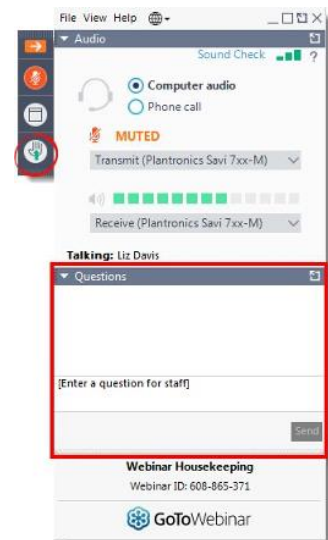 File View Help
Audio
Sound Check ?
Computer audio
Phone call
MUTED
Transmit (Plantronics Savi 7xx-M)
Receive (Plantronics Savi 7xx-M)
Talking: Liz Davis
Questions
[Enter a question for staff]
Send
Webinar Housekeeping
Webinar ID: 608-865-371
GoToWebinar